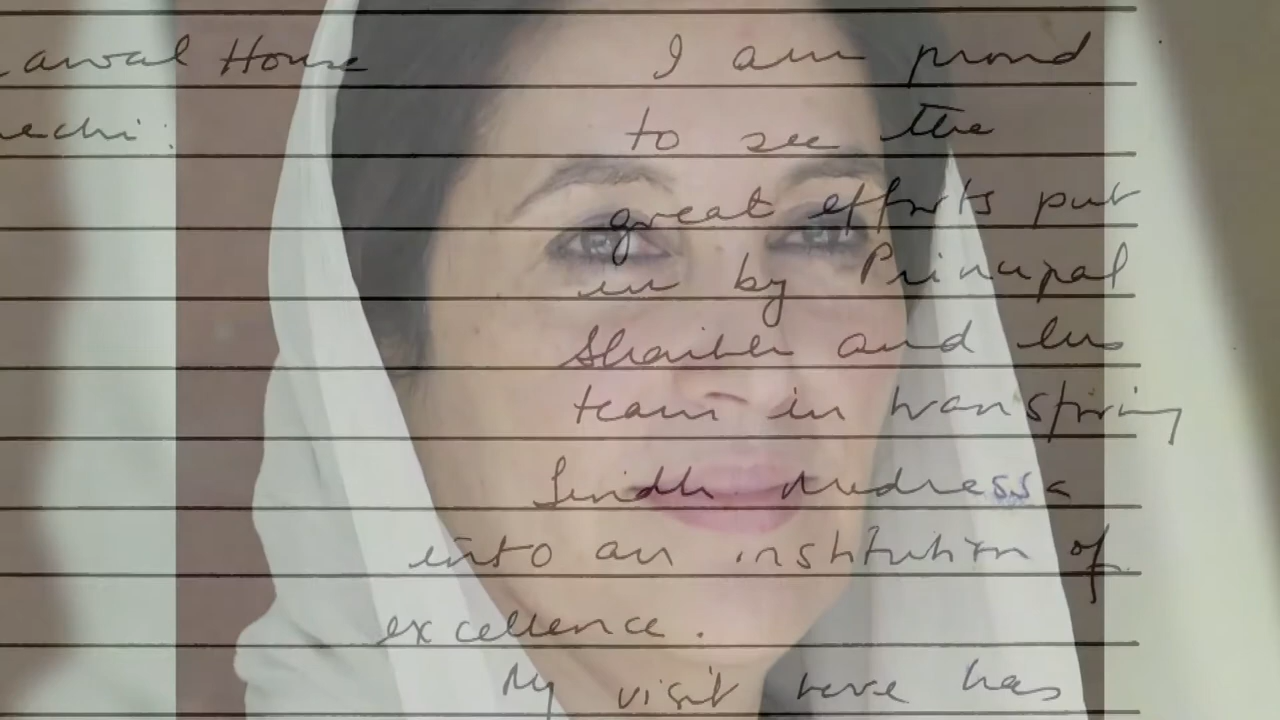 awal House
I am proud
echi.
to see the
great efforts put
in by Principal
Shaikh and his
team in transforming
Sindh Madressa
into an institution of
excellence.
My visit here has